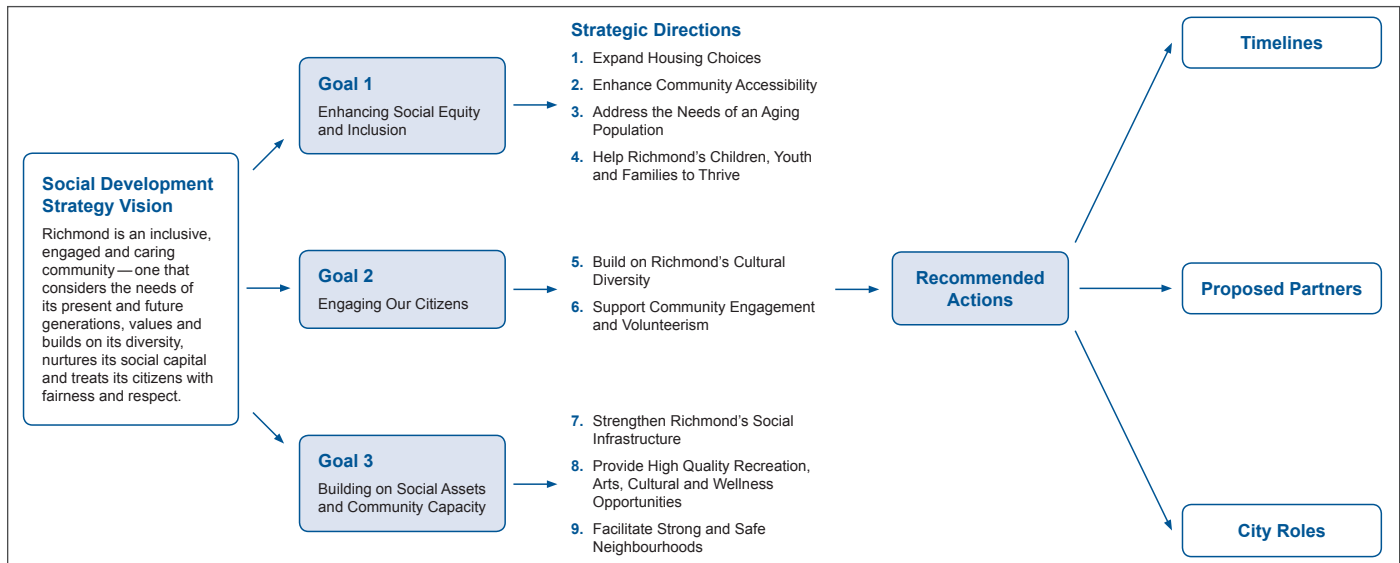 Social Development
Strategy Vision
Richmond is an inclusive,
engaged and caring
community — one that
considers the needs of
its present and future
generations, values and
builds on its diversity,
nurtures its social capital
and treats its citizens with
fairness and respect.
Goal 1
Enhancing Social Equity
and Inclusion
Goal 2
Engaging Our Citizens
Goal 3
Building on Social Assets
and Community Capacity
Strategic Directions
1. Expand Housing Choices
2. Enhance Community Accessibility
3. Address the Needs of an Aging
Population
4. Help Richmond’s Children, Youth
and Families to Thrive
5. Build on Richmond’s Cultural
Diversity
6. Support Community Engagement
and Volunteerism
7. Strengthen Richmond’s Social
Infrastructure
8. Provide High Quality Recreation,
Arts, Cultural and Wellness
Opportunities
9. Facilitate Strong and Safe
Neighbourhoods
Recommended
Actions
Timelines
Proposed Partners
City Roles